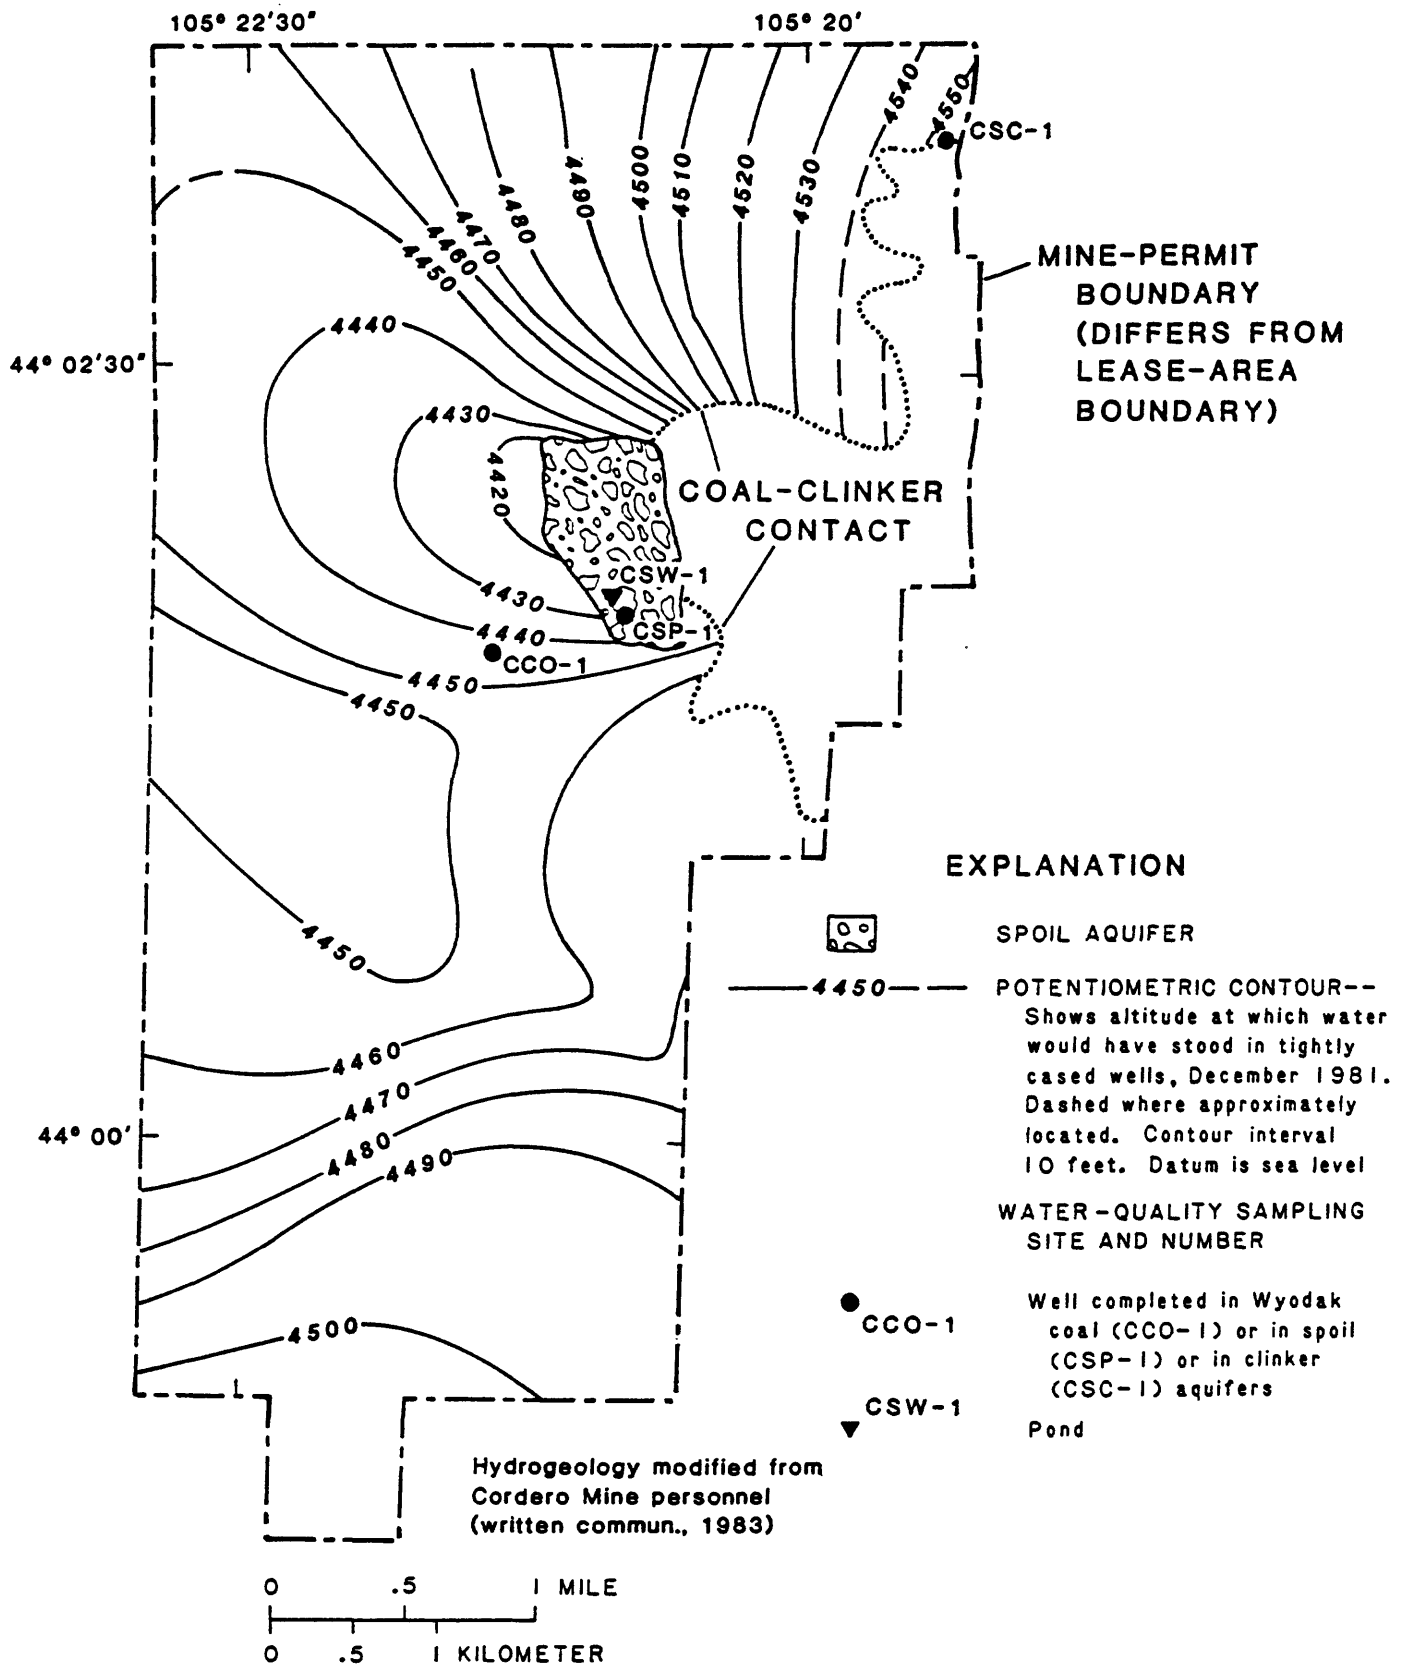 105° 22'30"
105° 20'
4540
4550
CSC-1
4500
4510
4520
4530
4490
4480
4470
4460
4450
MINE-PERMIT
BOUNDARY
(DIFFERS FROM
LEASE-AREA
BOUNDARY)
4440
44° 02'30"
4430
4420
COAL-CLINKER
CONTACT
CSW-1
4430
CSP-1
4440
CCO-1
4450
4450
4450
EXPLANATION
SPOIL AQUIFER
4450
POTENTIOMETRIC CONTOUR--
Shows altitude at which water
would have stood in tightly
cased wells, December 1981.
Dashed where approximately
located. Contour interval
10 feet. Datum is sea level
4460
4470
44° 00'
4480
4490
WATER-QUALITY SAMPLING
SITE AND NUMBER
CCO-1
Well completed in Wyodak
coal (CCO-1) or in spoil
(CSP-1) or in clinker
(CSC-1) aquifers
4500
CSW-1
Pond
Hydrogeology modified from
Cordero Mine personnel
(written commun., 1983)
0 .5 1 MILE
0 .5 1 KILOMETER